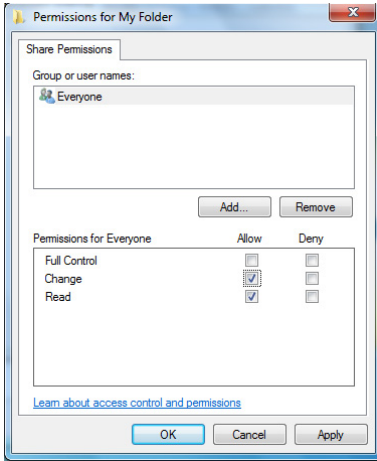 Permissions for My Folder
Share Permissions
Group or user names:
Everyone
Add... Remove
Permissions for Everyone Allow Deny
Full Control
Change
Read
Learn about access control and permissions
OK Cancel Apply